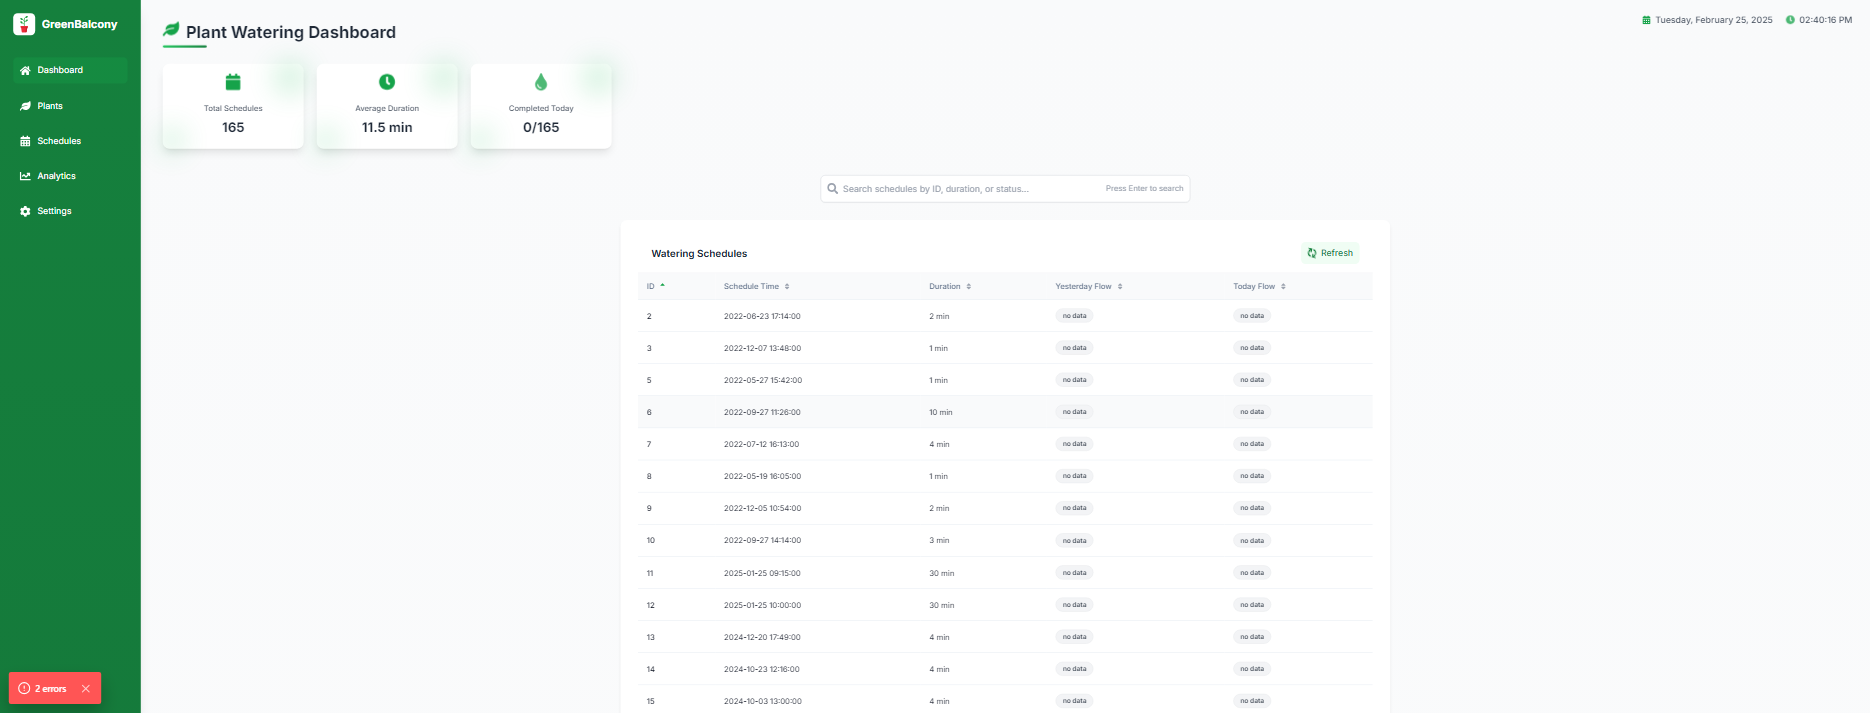 GreenBalcony
Dashboard
Plants
Schedules
Analytics
Settings
2 errors
Plant Watering Dashboard
Tuesday, February 25, 2025 02:40:16 PM
Total Schedules
165
Average Duration
11.5 min
Completed Today
0/165
Search schedules by ID, duration, or status... Press Enter to search
Watering Schedules Refresh
ID Schedule Time Duration Yesterday Flow Today Flow
2 2022-06-23 17:14:00 2 min no data no data
3 2022-12-07 13:48:00 1 min no data no data
5 2022-05-27 15:42:00 1 min no data no data
6 2022-09-27 11:26:00 10 min no data no data
7 2022-07-12 16:13:00 4 min no data no data
8 2022-05-19 16:05:00 1 min no data no data
9 2022-12-05 10:54:00 2 min no data no data
10 2022-09-27 14:14:00 3 min no data no data
11 2025-01-25 09:15:00 30 min no data no data
12 2025-01-25 10:00:00 30 min no data no data
13 2024-12-20 17:49:00 4 min no data no data
14 2024-10-23 12:16:00 4 min no data no data
15 2024-10-03 13:00:00 4 min no data no data